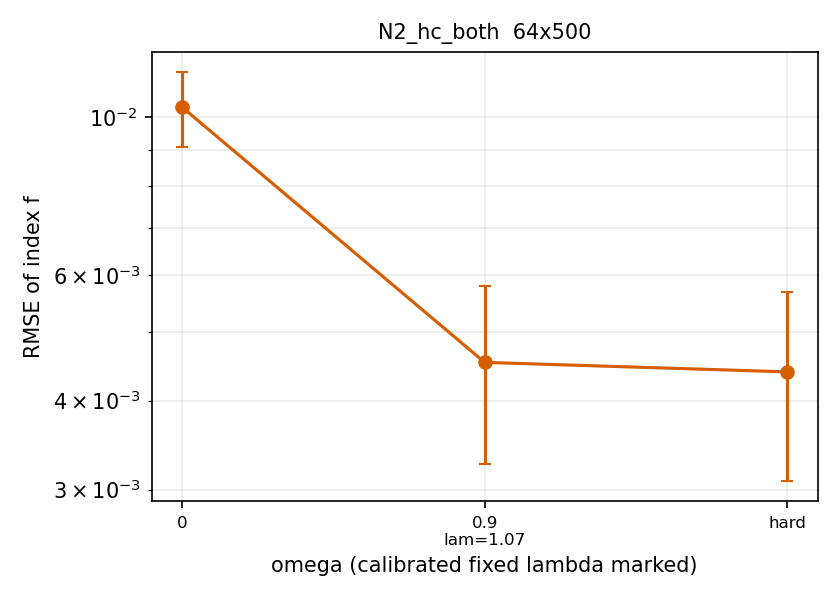 N2_hc_both 64x500
RMSE of index f
10⁻²
6 × 10⁻³
4 × 10⁻³
3 × 10⁻³
0
0.9
hard
lam=1.07
omega (calibrated fixed lambda marked)